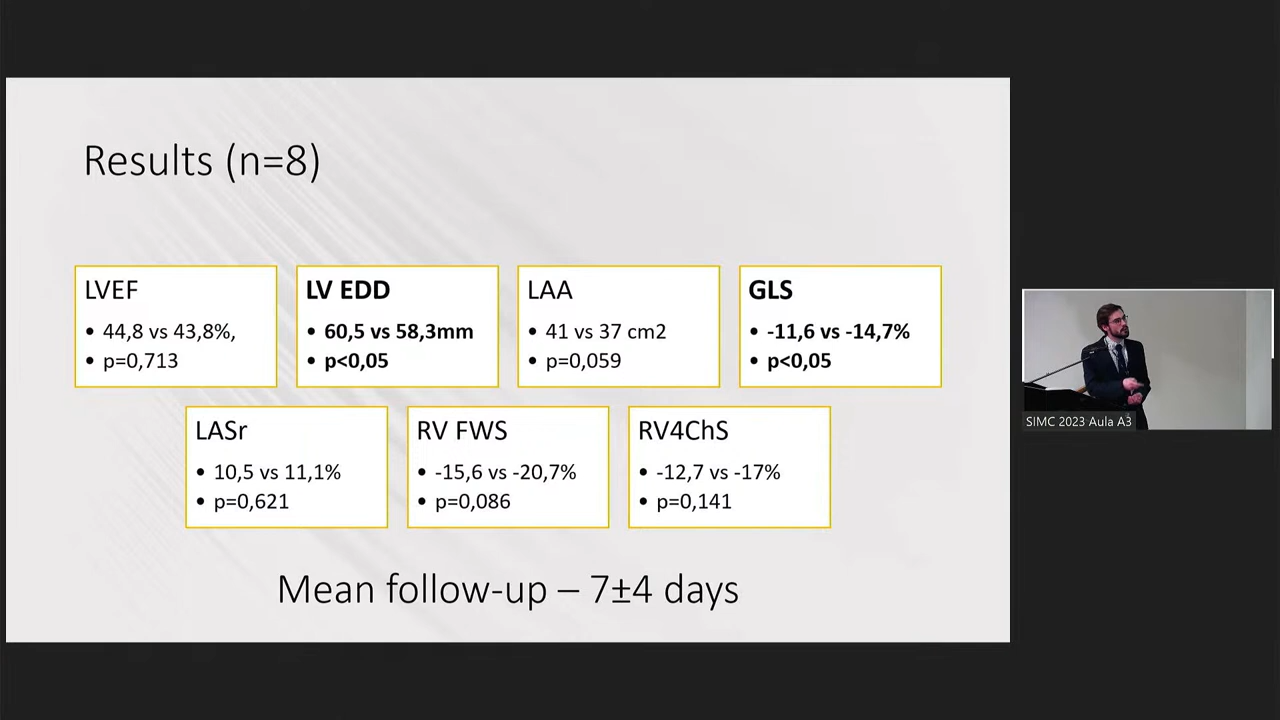 Results (n=8)
LVEF
• 44,8 vs 43,8%,
• p=0,713
LV EDD
• 60,5 vs 58,3mm
• p<0,05
LAA
• 41 vs 37 cm2
• p=0,059
GLS
• -11,6 vs -14,7%
• p<0,05
LASr
• 10,5 vs 11,1%
• p=0,621
RV FWS
• -15,6 vs -20,7%
• p=0,086
RV4ChS
• -12,7 vs -17%
• p=0,141
Mean follow-up – 7±4 days
SIMC 2023 Aula A3